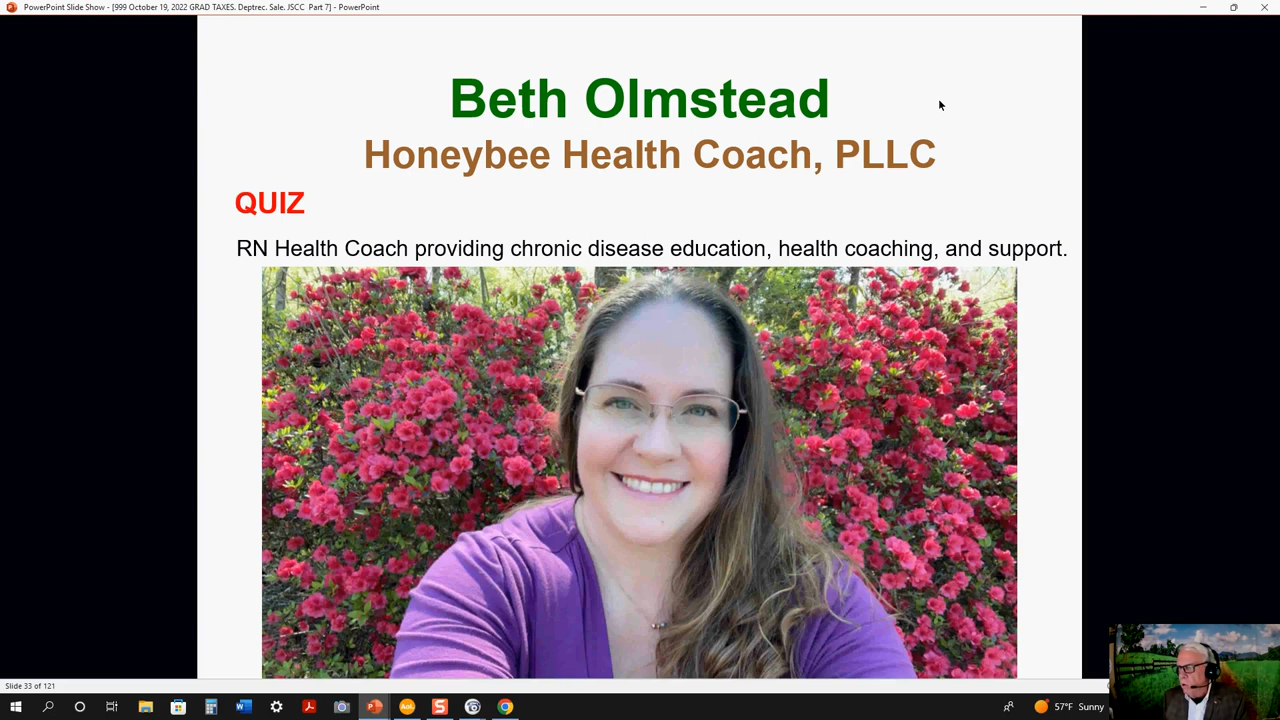 PowerPoint Slide Show - [999 October 19, 2022 GRAD TAXES. Deptrec. Sale. JSCC Part 7] - PowerPoint
Beth Olmstead
Honeybee Health Coach, PLLC
QUIZ
RN Health Coach providing chronic disease education, health coaching, and support.
Slide 33 of 121
Aol.
57°F Sunny